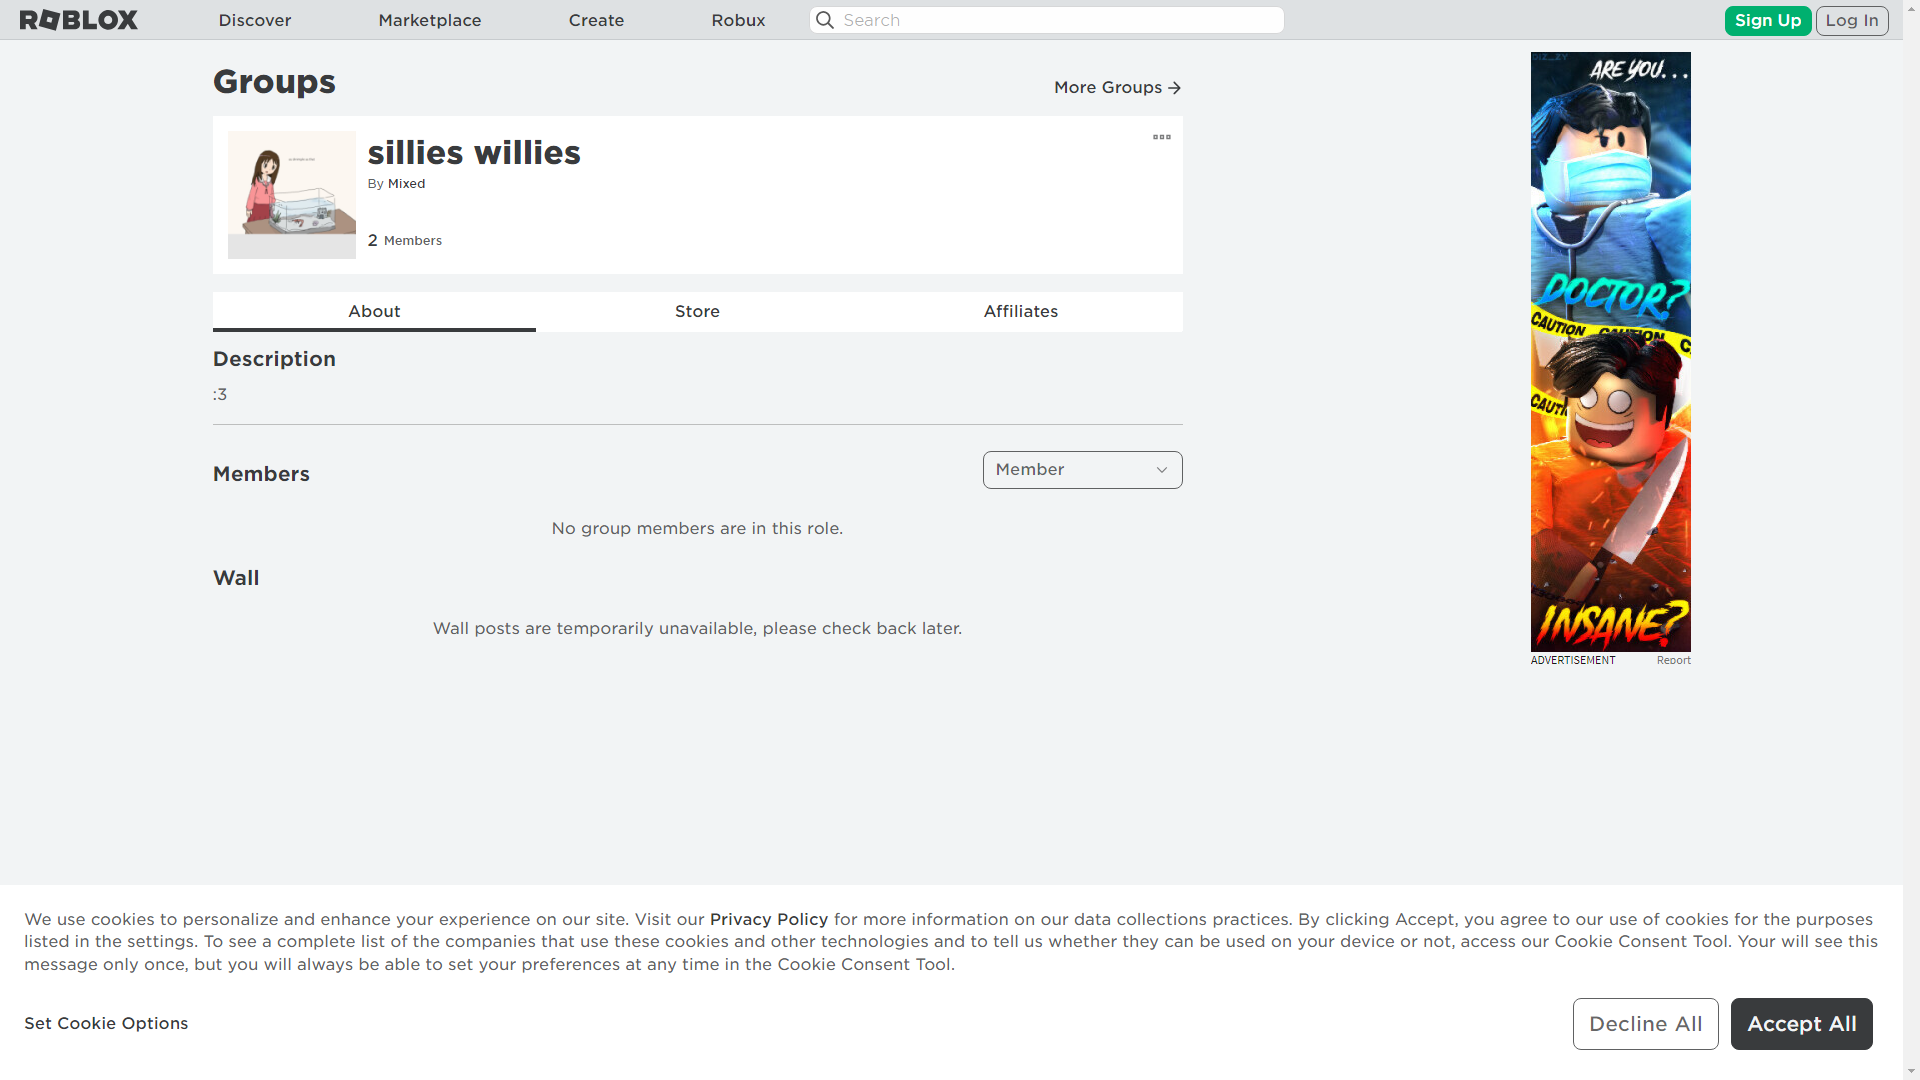 ROBLOX
Discover
Marketplace
Create
Robux
Search
Sign Up
Log In
Groups
More Groups
sillies willies
By Mixed
2 Members
About
Store
Affiliates
Description
:3
Members
Member
No group members are in this role.
Wall
Wall posts are temporarily unavailable, please check back later.
ARE YOU...
DOCTOR?
CAUTION CAUTION C
CAUTI
INSANE?
ADVERTISEMENT
Report
We use cookies to personalize and enhance your experience on our site. Visit our Privacy Policy for more information on our data collections practices. By clicking Accept, you agree to our use of cookies for the purposes
listed in the settings. To see a complete list of the companies that use these cookies and other technologies and to tell us whether they can be used on your device or not, access our Cookie Consent Tool. Your will see this
message only once, but you will always be able to set your preferences at any time in the Cookie Consent Tool.
Set Cookie Options
Decline All
Accept All